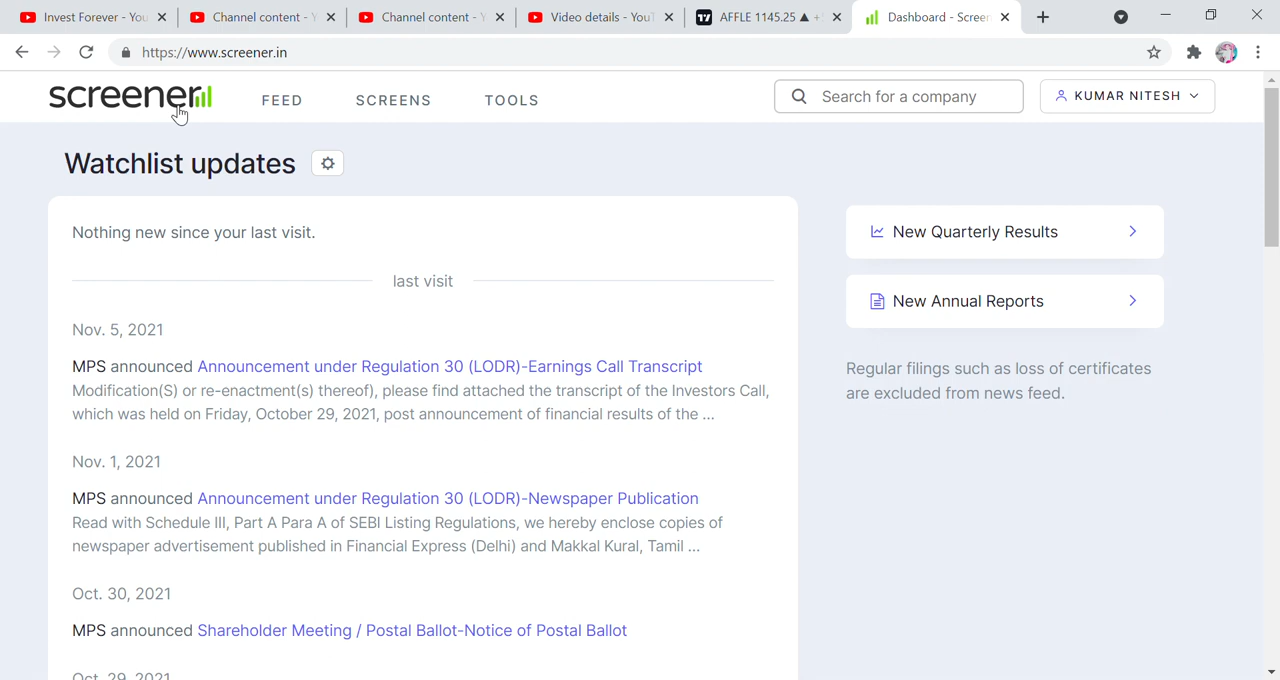 Invest Forever - You
Channel content - Y
Channel content - Y
Video details - YouT
AFFLE 1145.25 ▲ +
Dashboard - Screen
https://www.screener.in
screener
FEED
SCREENS
TOOLS
Search for a company
KUMAR NITESH
Watchlist updates
Nothing new since your last visit.
last visit
Nov. 5, 2021
MPS announced Announcement under Regulation 30 (LODR)-Earnings Call Transcript
Modification(S) or re-enactment(s) thereof), please find attached the transcript of the Investors Call,
which was held on Friday, October 29, 2021, post announcement of financial results of the ...
Nov. 1, 2021
MPS announced Announcement under Regulation 30 (LODR)-Newspaper Publication
Read with Schedule III, Part A Para A of SEBI Listing Regulations, we hereby enclose copies of
newspaper advertisement published in Financial Express (Delhi) and Makkal Kural, Tamil ...
Oct. 30, 2021
MPS announced Shareholder Meeting / Postal Ballot-Notice of Postal Ballot
Oct. 29, 2021
New Quarterly Results
New Annual Reports
Regular filings such as loss of certificates
are excluded from news feed.